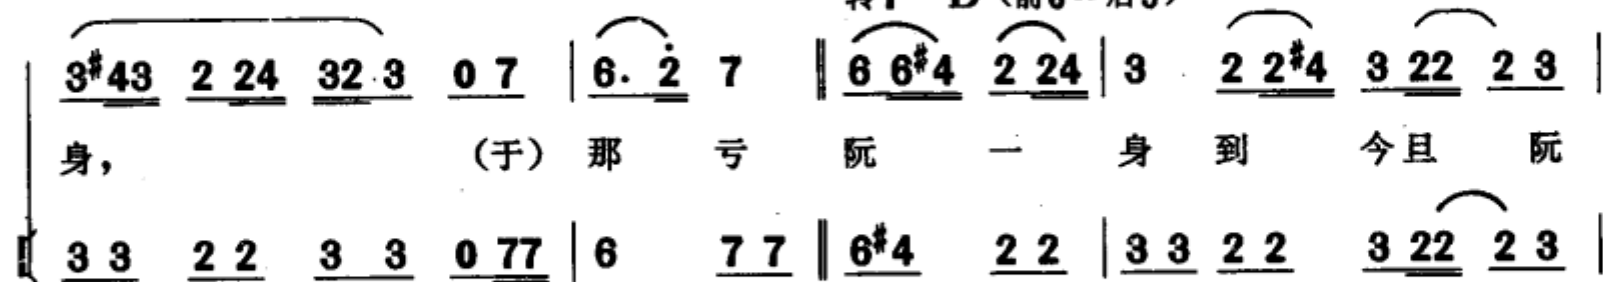 3#43 2 24 32 3 0 7 | 6. 2̇ 7 ‖ 6 6#4 2 24 | 3 2 2#4 3 22 2 3 |
身， （于） 那 亏 阮 一 身 到 今旦 阮
3 3 2 2 3 3 0 77 | 6 7 7 ‖ 6#4 2 2 | 3 3 2 2 3 22 2 3 |